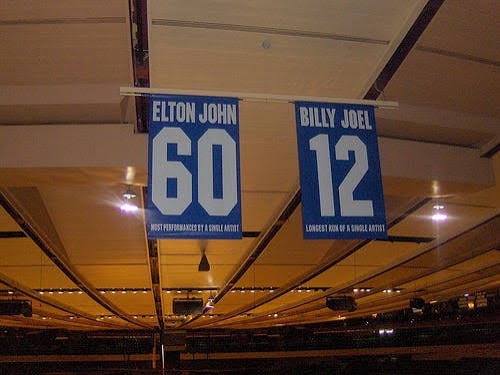 ELTON JOHN
60
MOST PERFORMANCES BY A SINGLE ARTIST
BILLY JOEL
12
LONGEST RUN OF A SINGLE ARTIST